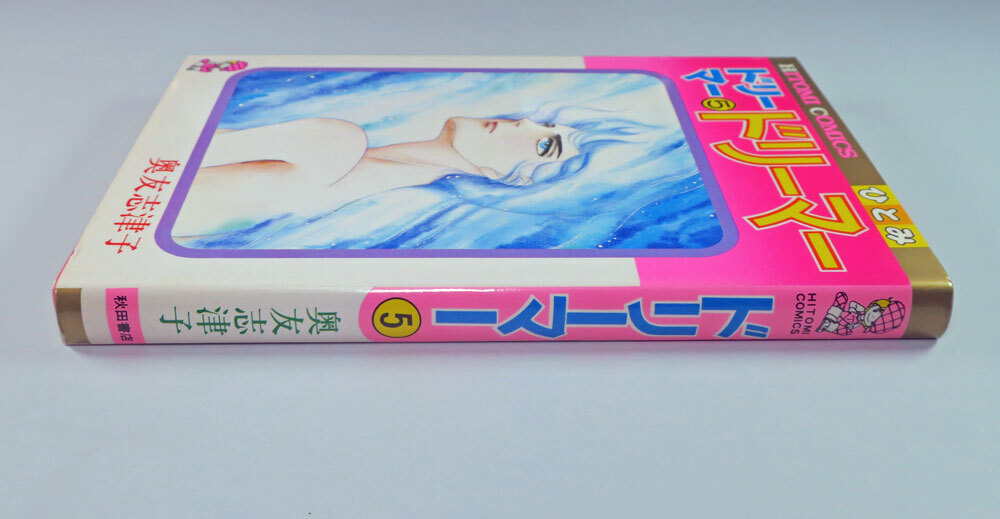 HITOMI COMICS
ひとみ
ドリーマー
ドリー
マー5
奥友志津子
HITOMI
COMICS
ドリーマー
5
奥友志津子
秋田書店